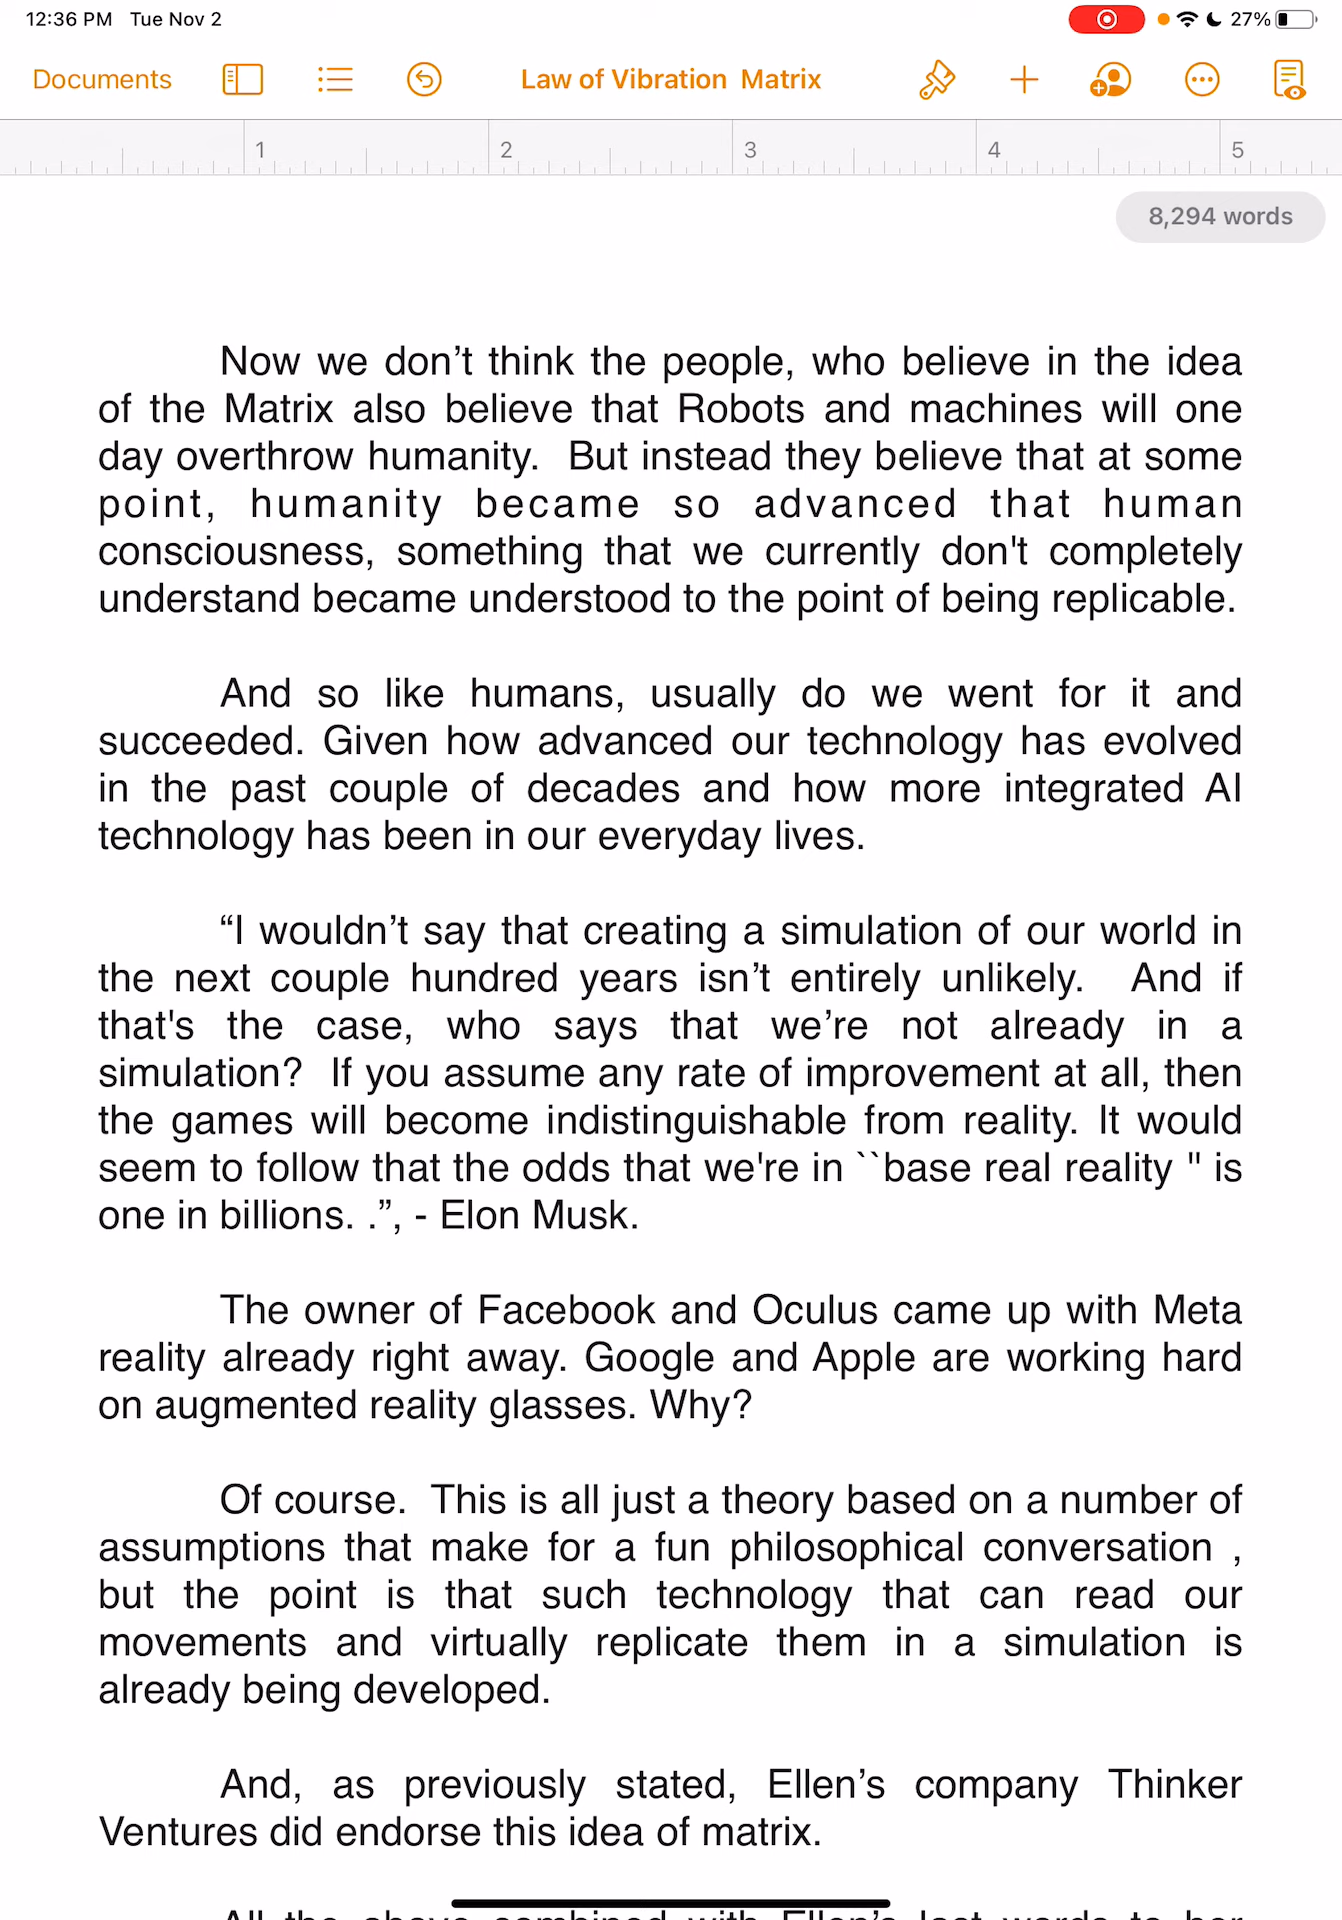 12:36 PM Tue Nov 2 27%
Documents Law of Vibration Matrix
1 2 3 4 5
8,294 words
Now we don’t think the people, who believe in the idea
of the Matrix also believe that Robots and machines will one
day overthrow humanity. But instead they believe that at some
point, humanity became so advanced that human
consciousness, something that we currently don't completely
understand became understood to the point of being replicable.
And so like humans, usually do we went for it and
succeeded. Given how advanced our technology has evolved
in the past couple of decades and how more integrated AI
technology has been in our everyday lives.
“I wouldn’t say that creating a simulation of our world in
the next couple hundred years isn’t entirely unlikely. And if
that's the case, who says that we’re not already in a
simulation? If you assume any rate of improvement at all, then
the games will become indistinguishable from reality. It would
seem to follow that the odds that we're in ``base real reality " is
one in billions. .”, - Elon Musk.
The owner of Facebook and Oculus came up with Meta
reality already right away. Google and Apple are working hard
on augmented reality glasses. Why?
Of course. This is all just a theory based on a number of
assumptions that make for a fun philosophical conversation ,
but the point is that such technology that can read our
movements and virtually replicate them in a simulation is
already being developed.
And, as previously stated, Ellen’s company Thinker
Ventures did endorse this idea of matrix.
All the above combined with Ellen’s last words to her